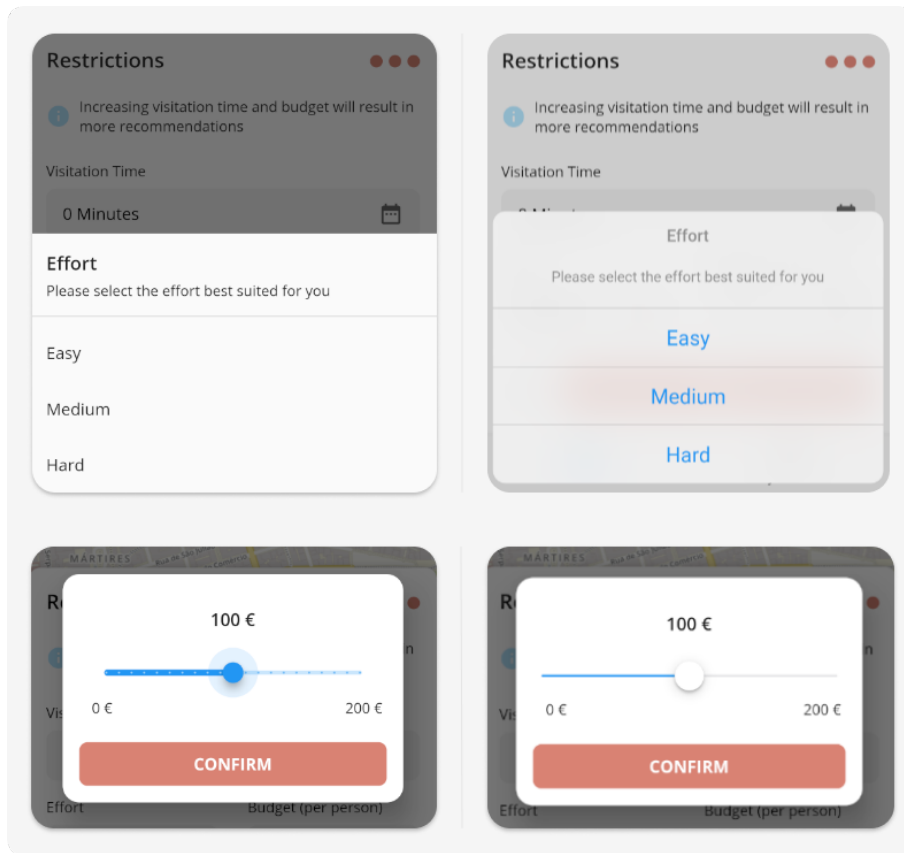 Restrictions
Increasing visitation time and budget will result in
more recommendations
Visitation Time
0 Minutes
Effort
Please select the effort best suited for you
Easy
Medium
Hard
Restrictions
Increasing visitation time and budget will result in
more recommendations
Visitation Time
Effort
Please select the effort best suited for you
Easy
Medium
Hard
MÁRTIRES
100 €
0 €
200 €
CONFIRM
Effort
Budget (per person)
MÁRTIRES
100 €
0 €
200 €
CONFIRM
Effort
Budget (per person)